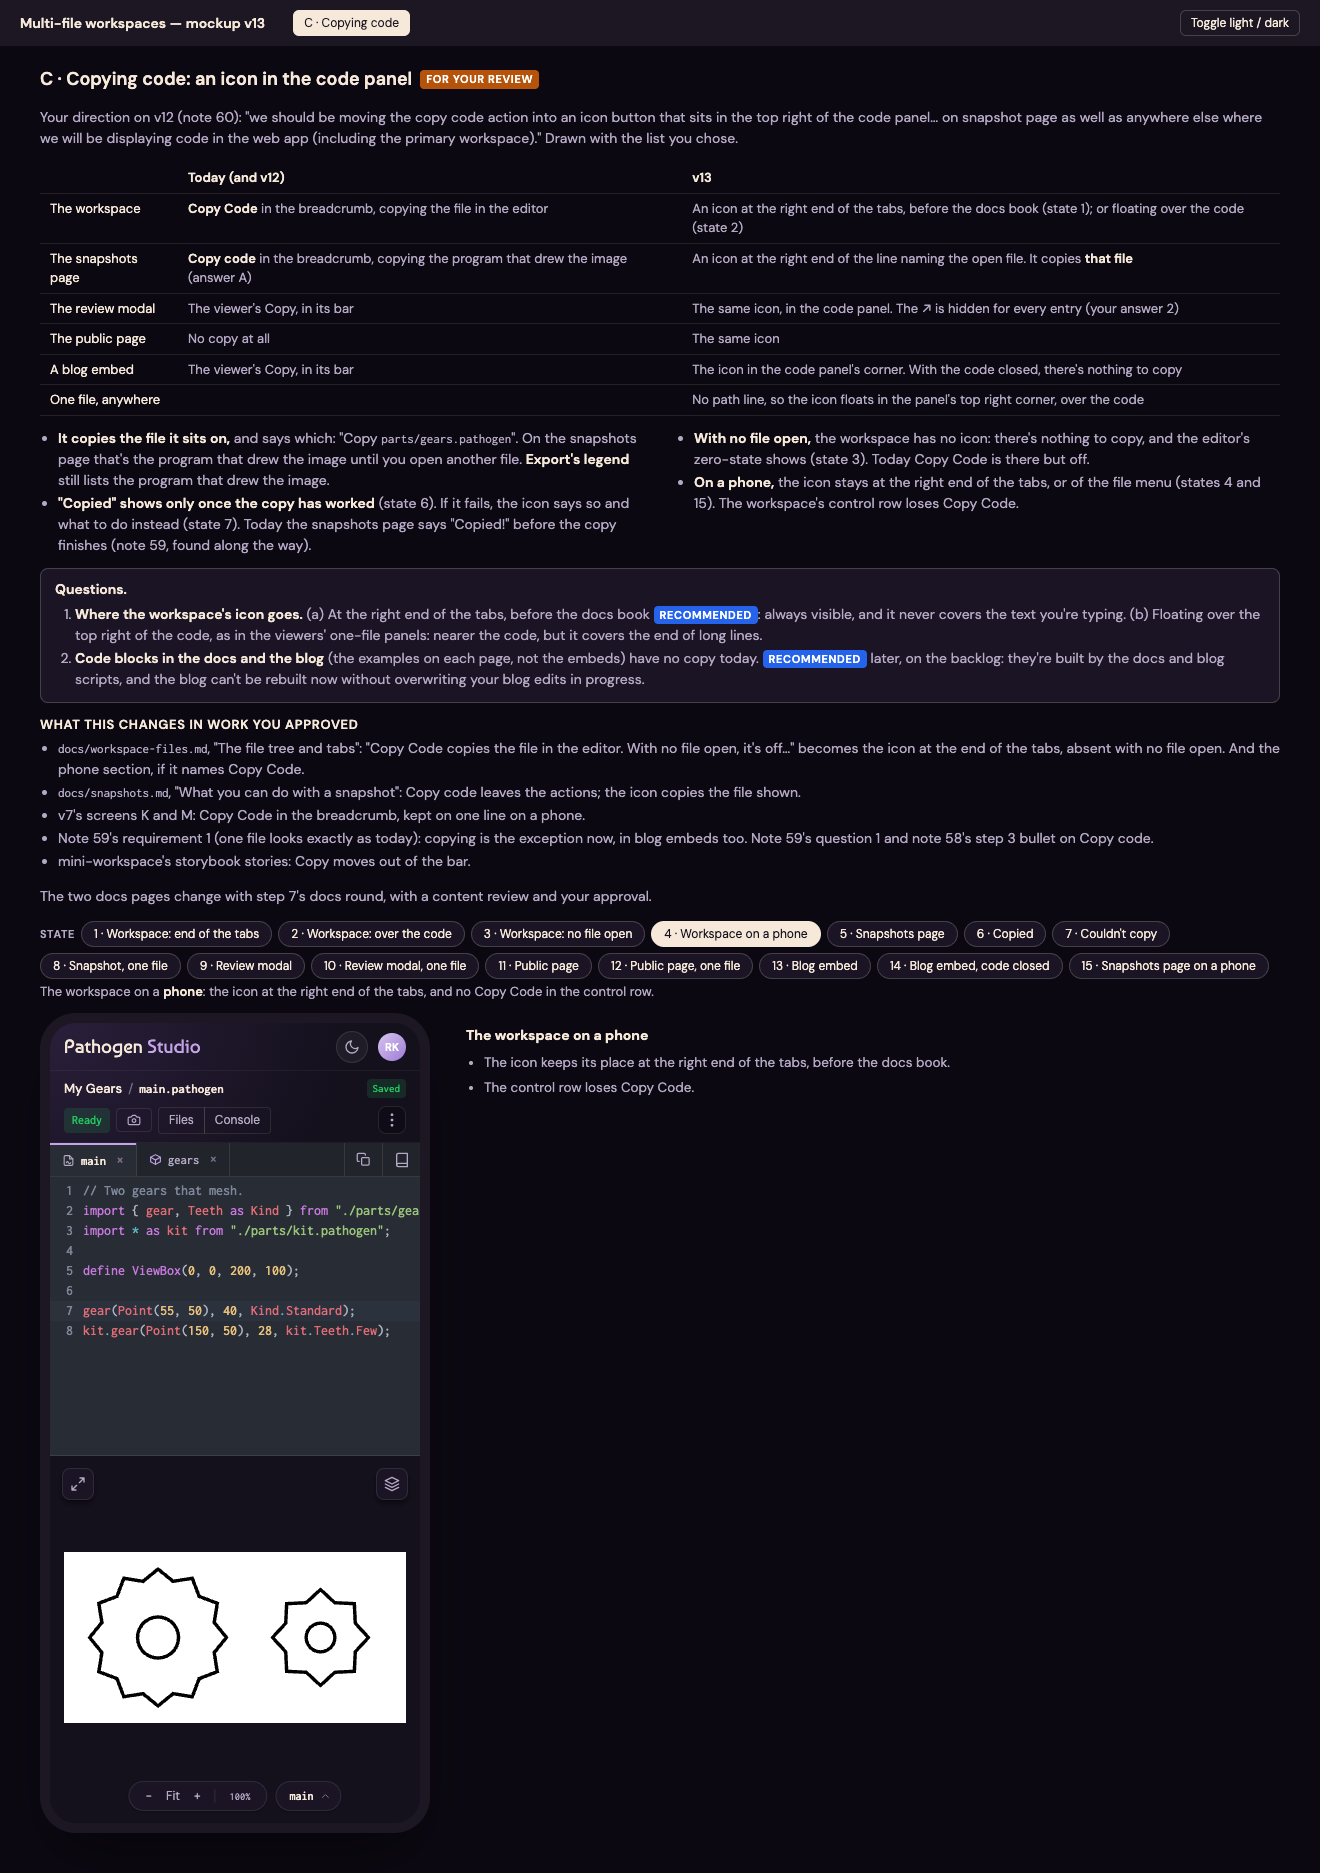 Multi-file workspaces — mockup v13
C · Copying code
Toggle light / dark
C · Copying code: an icon in the code panel
FOR YOUR REVIEW
Your direction on v12 (note 60): "we should be moving the copy code action into an icon button that sits in the top right of the code panel... on snapshot page as well as anywhere else where
we will be displaying code in the web app (including the primary workspace)." Drawn with the list you chose.
Today (and v12)
v13
The workspace
Copy Code in the breadcrumb, copying the file in the editor
An icon at the right end of the tabs, before the docs book (state 1); or floating over the code
(state 2)
The snapshots
page
Copy code in the breadcrumb, copying the program that drew the image
(answer A)
An icon at the right end of the line naming the open file. It copies that file
The review modal
The viewer's Copy, in its bar
The same icon, in the code panel. The ↗ is hidden for every entry (your answer 2)
The public page
No copy at all
The same icon
A blog embed
The viewer's Copy, in its bar
The icon in the code panel's corner. With the code closed, there's nothing to copy
One file, anywhere
No path line, so the icon floats in the panel's top right corner, over the code
• It copies the file it sits on, and says which: "Copy parts/gears.pathogen". On the snapshots
page that's the program that drew the image until you open another file. Export's legend
still lists the program that drew the image.
• "Copied" shows only once the copy has worked (state 6). If it fails, the icon says so and
what to do instead (state 7). Today the snapshots page says "Copied!" before the copy
finishes (note 59, found along the way).
• With no file open, the workspace has no icon: there's nothing to copy, and the editor's
zero-state shows (state 3). Today Copy Code is there but off.
• On a phone, the icon stays at the right end of the tabs, or of the file menu (states 4 and
15). The workspace's control row loses Copy Code.
Questions.
1. Where the workspace's icon goes. (a) At the right end of the tabs, before the docs book RECOMMENDED: always visible, and it never covers the text you're typing. (b) Floating over the
top right of the code, as in the viewers' one-file panels: nearer the code, but it covers the end of long lines.
2. Code blocks in the docs and the blog (the examples on each page, not the embeds) have no copy today. RECOMMENDED later, on the backlog: they're built by the docs and blog
scripts, and the blog can't be rebuilt now without overwriting your blog edits in progress.
WHAT THIS CHANGES IN WORK YOU APPROVED
• docs/workspace-files.md, "The file tree and tabs": "Copy Code copies the file in the editor. With no file open, it's off..." becomes the icon at the end of the tabs, absent with no file open. And the
phone section, if it names Copy Code.
• docs/snapshots.md, "What you can do with a snapshot": Copy code leaves the actions; the icon copies the file shown.
• v7's screens K and M: Copy Code in the breadcrumb, kept on one line on a phone.
• Note 59's requirement 1 (one file looks exactly as today): copying is the exception now, in blog embeds too. Note 59's question 1 and note 58's step 3 bullet on Copy code.
• mini-workspace's storybook stories: Copy moves out of the bar.
The two docs pages change with step 7's docs round, with a content review and your approval.
STATE
1 · Workspace: end of the tabs
2 · Workspace: over the code
3 · Workspace: no file open
4 · Workspace on a phone
5 · Snapshots page
6 · Copied
7 · Couldn't copy
8 · Snapshot, one file
9 · Review modal
10 · Review modal, one file
11 · Public page
12 · Public page, one file
13 · Blog embed
14 · Blog embed, code closed
15 · Snapshots page on a phone
The workspace on a phone: the icon at the right end of the tabs, and no Copy Code in the control row.
Pathogen Studio
RK
My Gears / main.pathogen
Saved
Ready
Files
Console
main ×
gears ×
1 // Two gears that mesh.
2 import { gear, Teeth as Kind } from "./parts/gea
3 import * as kit from "./parts/kit.pathogen";
4
5 define ViewBox(0, 0, 200, 100);
6
7 gear(Point(55, 50), 40, Kind.Standard);
8 kit.gear(Point(150, 50), 28, kit.Teeth.Few);
− Fit + 100%
main
The workspace on a phone
• The icon keeps its place at the right end of the tabs, before the docs book.
• The control row loses Copy Code.